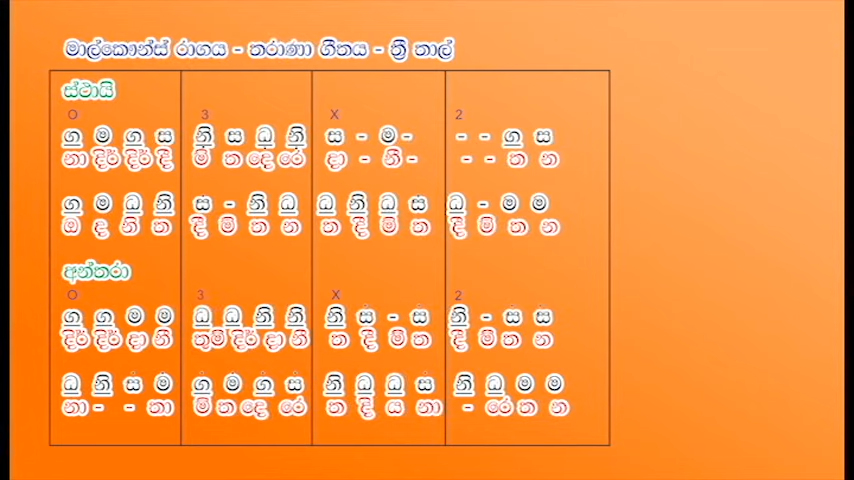 මාල්කෞන්ස් රාගය - තරාණා ගීතය - ත්‍රී තාල්
ස්ථායි
O 3 X 2
ග ම ග ස නි ස ධ නි ස - ම - - - ග ස
නා දිර් දිර් දී ම් ත දෙ රේ දා - නී - - - ත න
ග ම ධ නි ස් - නි ධ ධ නි ධ ස් ධ - ම ම
ඔ ද නි ත දී ම් ත න ත දී ම් ත දී ම් ත න
අන්තරා
O 3 X 2
ග ග ම ම ධ ධ නි නි නි ස් - ස් නි - ස් ස්
දිර් දිර් දා නි තුම් දිර් දා නි ත දී ම් ත දී ම් ත න
ධ නි ස් ම් ග ම් ග ස් නි ධ ධ ස් නි ධ ම ම
නා - - තා ම් ත දෙ රේ ත දි ය නා - රෙ ත න